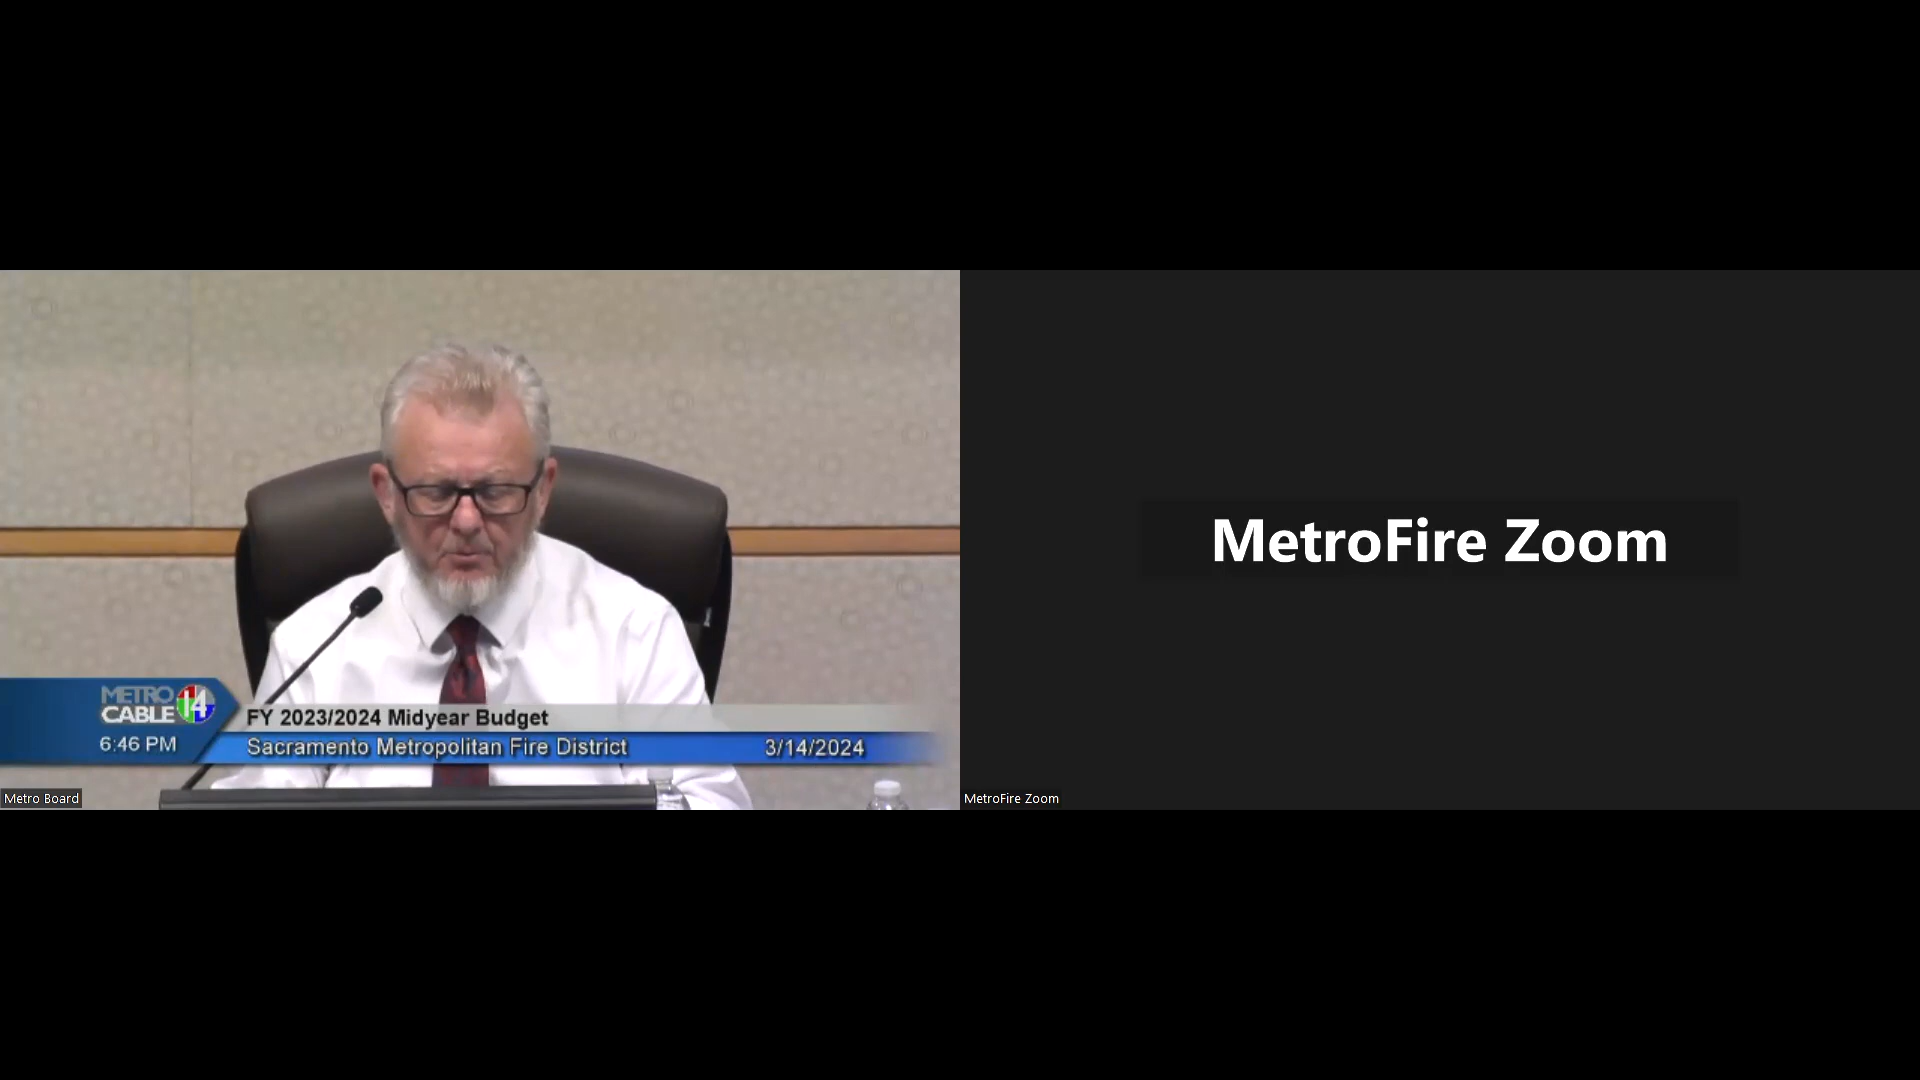 METRO
CABLE 14
6:46 PM
FY 2023/2024 Midyear Budget
Sacramento Metropolitan Fire District 3/14/2024
Metro Board
MetroFire Zoom
MetroFire Zoom